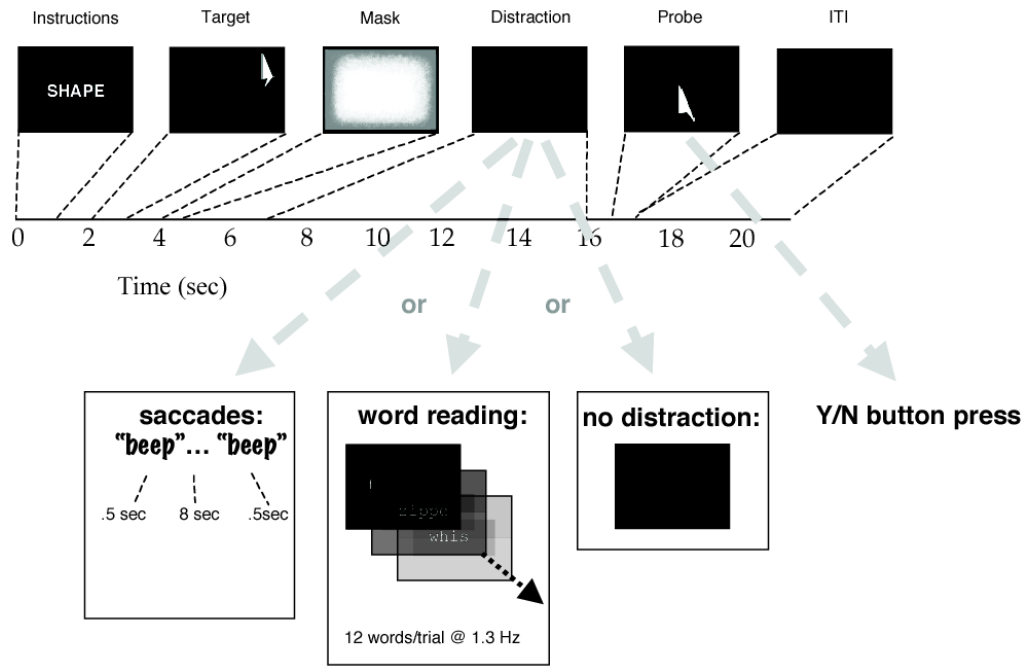 Instructions Target Mask Distraction Probe ITI
SHAPE
0 2 4 6 8 10 12 14 16 18 20
Time (sec)
or or
saccades:
"beep"... "beep"
.5 sec 8 sec .5sec
word reading:
zippo
whis
12 words/trial @ 1.3 Hz
no distraction:
Y/N button press